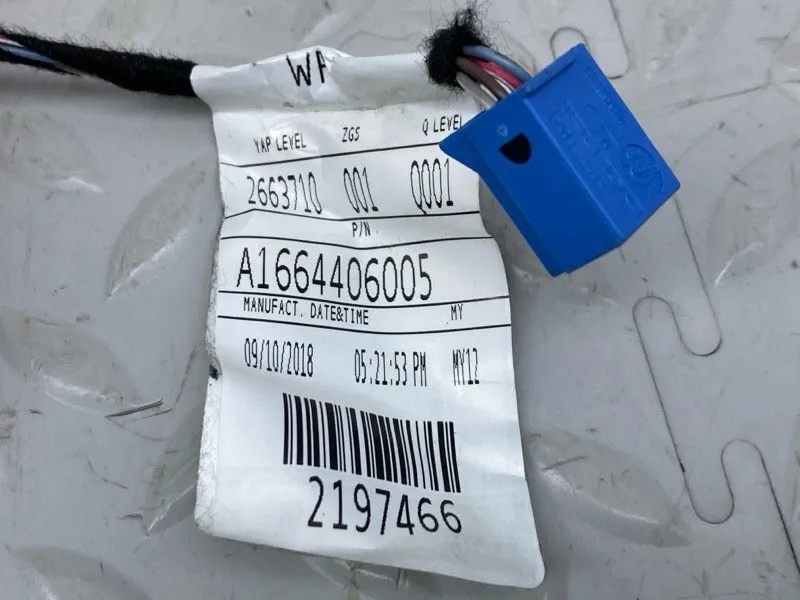 YAP LEVEL ZGS Q LEVEL
2663710 001 Q001
P/N
A1664406005
MANUFACT. DATE&TIME MY
09/10/2018 05:21:53 PM MY12
2197466